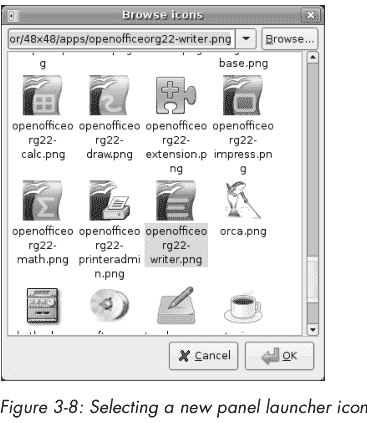 Browse icons
or/48x48/apps/openofficeorg22-writer.png
Browse...
g
base.png
openofficeo openofficeo openofficeo openofficeo
rg22- rg22- rg22- rg22-
calc.png draw.png extension.p impress.pn
ng g
openofficeo openofficeo openofficeo orca.png
rg22- rg22- rg22-
math.png printeradmi writer.png
n.png
Cancel
OK
Figure 3-8: Selecting a new panel launcher icon